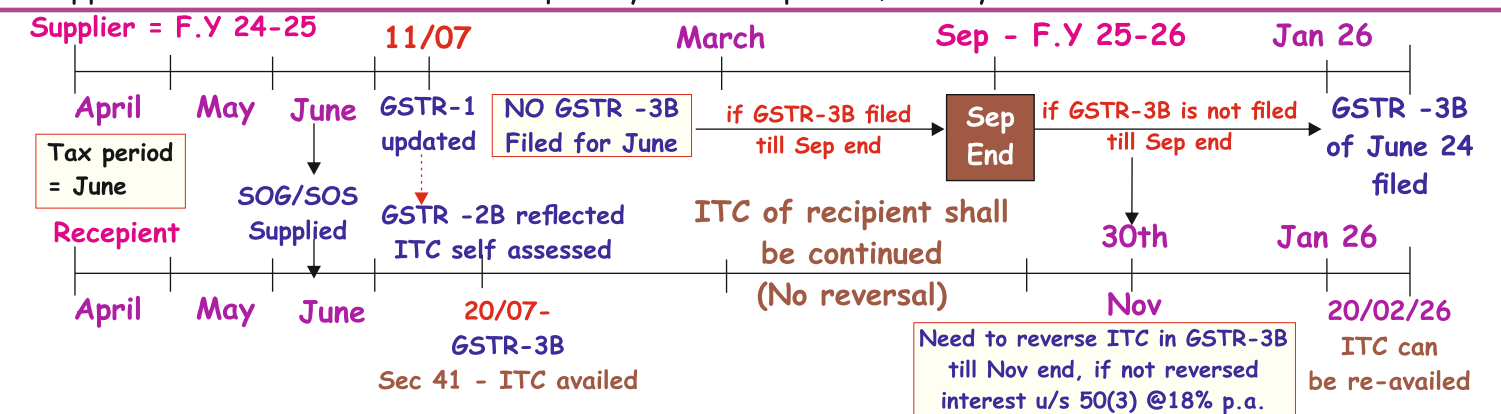 Supplier = F.Y 24-25
11/07
March
Sep - F.Y 25-26
Jan 26
April
May
June
GSTR-1
updated
NO GSTR -3B
Filed for June
if GSTR-3B filed
till Sep end
Sep
End
if GSTR-3B is not filed
till Sep end
GSTR -3B
of June 24
filed
Tax period
= June
SOG/SOS
Supplied
GSTR -2B reflected
ITC self assessed
ITC of recipient shall
be continued
(No reversal)
30th
Jan 26
Recepient
April
May
June
20/07-
GSTR-3B
Sec 41 - ITC availed
Nov
Need to reverse ITC in GSTR-3B
till Nov end, if not reversed
interest u/s 50(3) @18% p.a.
20/02/26
ITC can
be re-availed